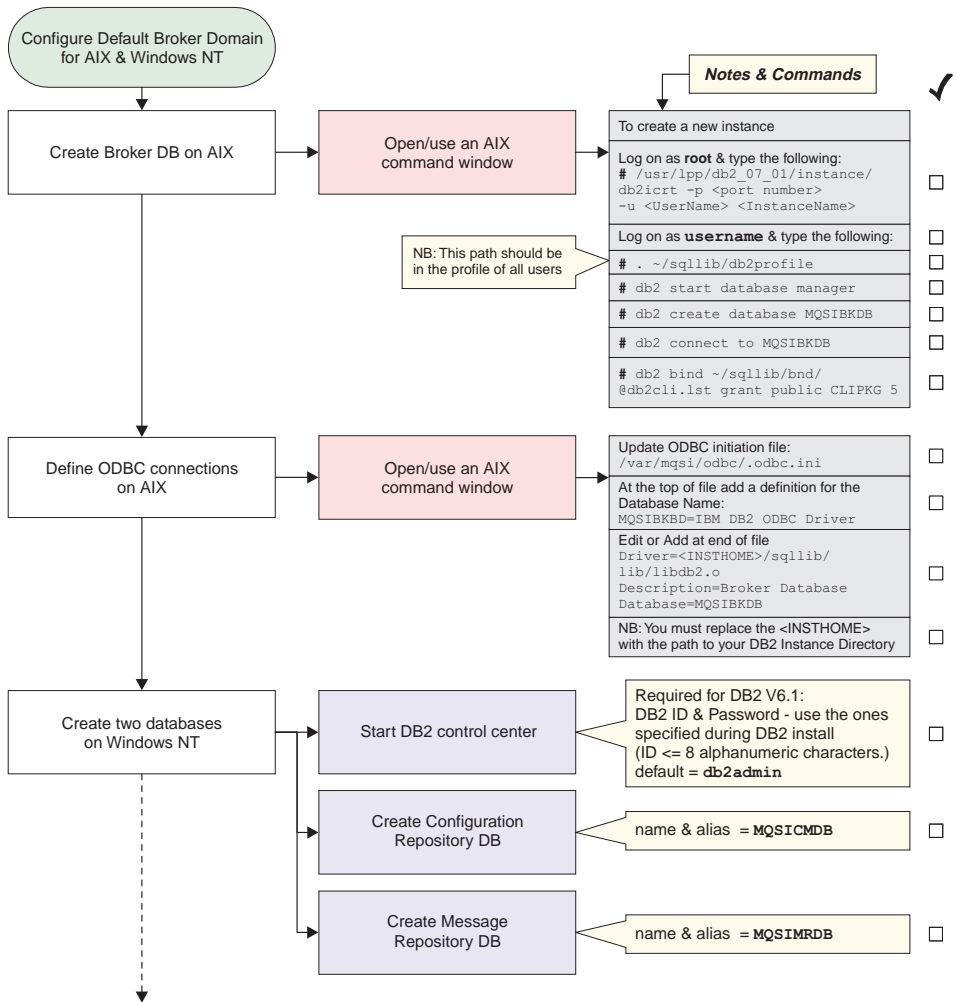 Configure Default Broker Domain
for AIX & Windows NT
Notes & Commands
Create Broker DB on AIX
Open/use an AIX
command window
To create a new instance
Log on as root & type the following:
# /usr/lpp/db2_07_01/instance/
db2icrt -p <port number>
-u <UserName> <InstanceName>
Log on as username & type the following:
NB: This path should be
in the profile of all users
# . ~/sqllib/db2profile
# db2 start database manager
# db2 create database MQSIBKDB
# db2 connect to MQSIBKDB
# db2 bind ~/sqllib/bnd/
@db2cli.lst grant public CLIPKG 5
Define ODBC connections
on AIX
Open/use an AIX
command window
Update ODBC initiation file:
/var/mqsi/odbc/.odbc.ini
At the top of file add a definition for the
Database Name:
MQSIBKBD=IBM DB2 ODBC Driver
Edit or Add at end of file
Driver=<INSTHOME>/sqllib/
lib/libdb2.o
Description=Broker Database
Database=MQSIBKDB
NB: You must replace the <INSTHOME>
with the path to your DB2 Instance Directory
Create two databases
on Windows NT
Start DB2 control center
Required for DB2 V6.1:
DB2 ID & Password - use the ones
specified during DB2 install
(ID <= 8 alphanumeric characters.)
default = db2admin
Create Configuration
Repository DB
name & alias = MQSICMDB
Create Message
Repository DB
name & alias = MQSIMRDB